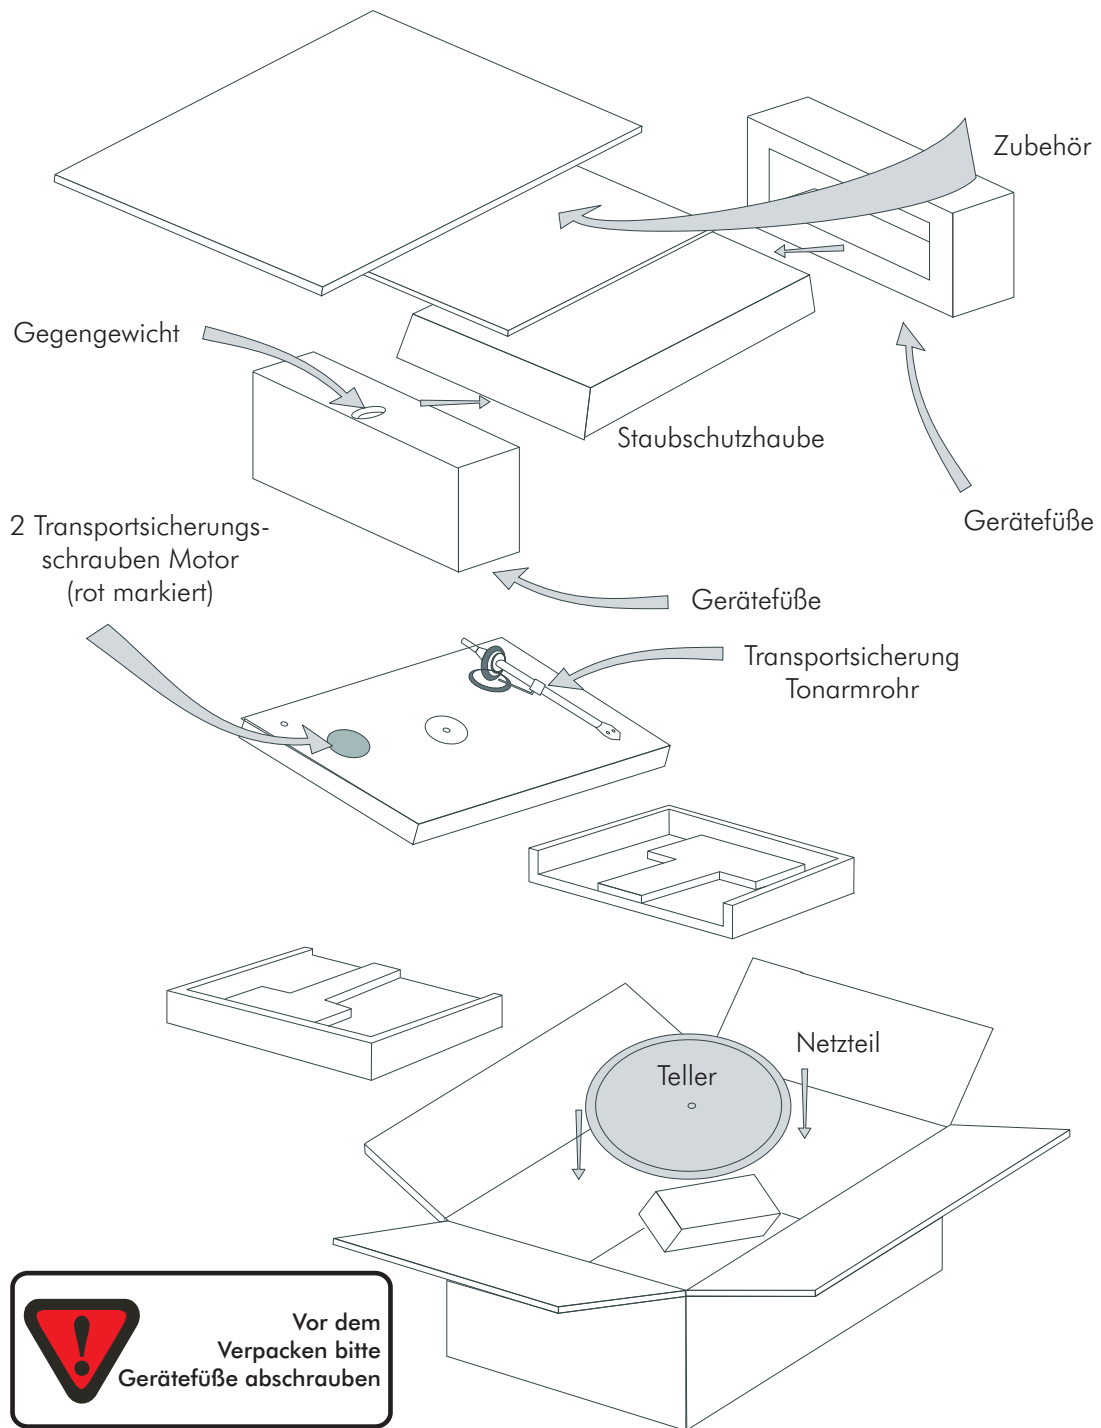 Zubehör
Gegengewicht
Staubschutzhaube
Gerätefüße
2 Transportsicherungs-
schrauben Motor
(rot markiert)
Gerätefüße
Transportsicherung
Tonarmrohr
Netzteil
Teller
Vor dem
Verpacken bitte
Gerätefüße abschrauben